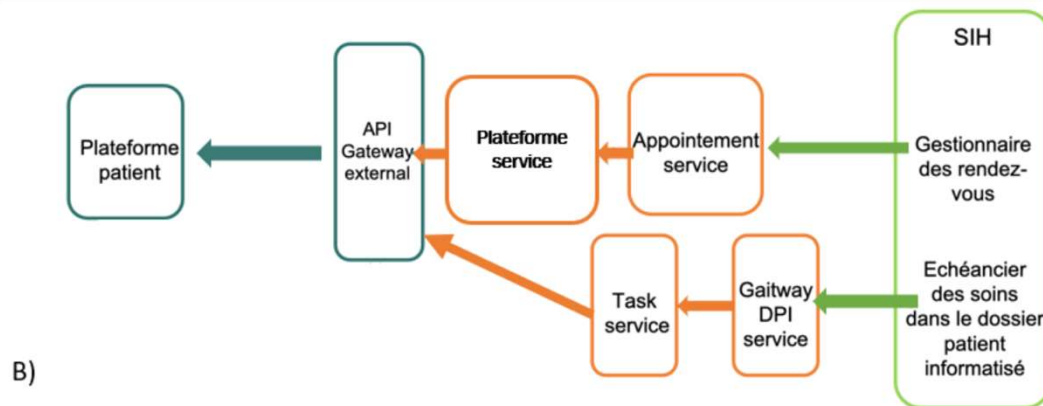 SIH
Plateforme
patient
API
Gateway
external
Plateforme
service
Appointement
service
Gestionnaire
des rendez-
vous
Task
service
Gaitway
DPI
service
Echéancier
des soins
dans le dossier
patient
informatisé
B)